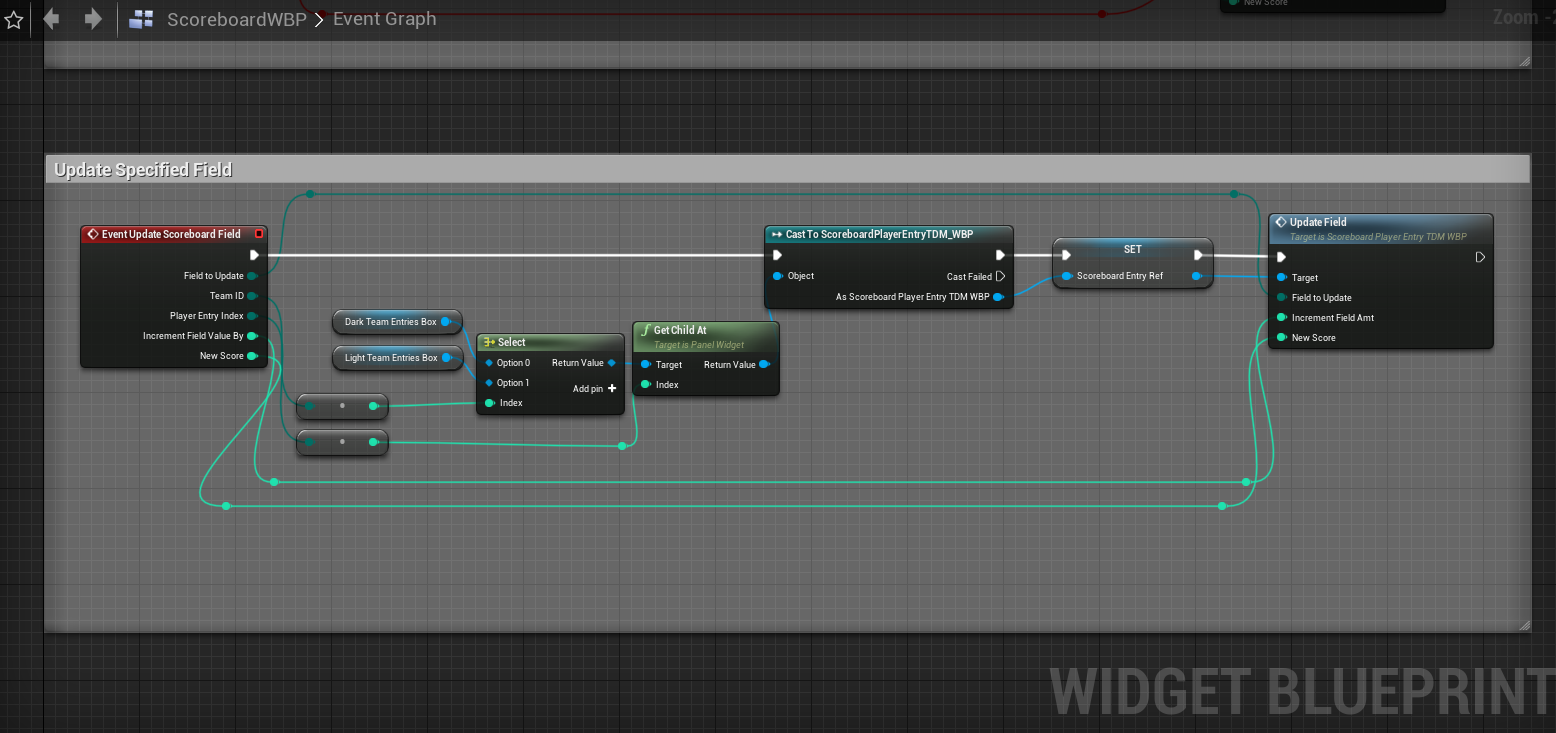 ScoreboardWBP > Event Graph
New Score
Zoom -2
Update Specified Field
Event Update Scoreboard Field
Field to Update
Team ID
Player Entry Index
Increment Field Value By
New Score
Dark Team Entries Box
Light Team Entries Box
Select
Option 0 Return Value
Option 1
Add pin +
Index
Get Child At
Target is Panel Widget
Target Return Value
Index
Cast To ScoreboardPlayerEntryTDM_WBP
Object Cast Failed
As Scoreboard Player Entry TDM WBP
SET
Scoreboard Entry Ref
Update Field
Target is Scoreboard Player Entry TDM WBP
Target
Field to Update
Increment Field Amt
New Score
WIDGET BLUEPRINT